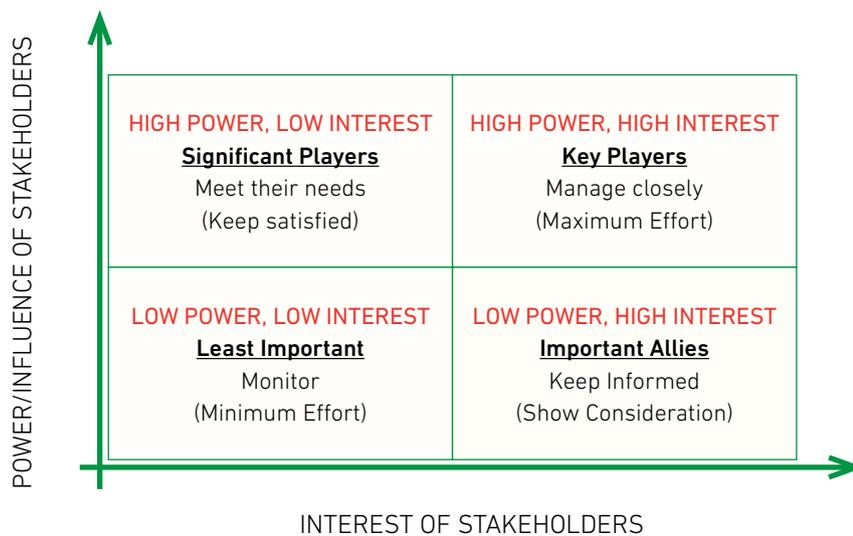 POWER/INFLUENCE OF STAKEHOLDERS
HIGH POWER, LOW INTEREST
Significant Players
Meet their needs
(Keep satisfied)
HIGH POWER, HIGH INTEREST
Key Players
Manage closely
(Maximum Effort)
LOW POWER, LOW INTEREST
Least Important
Monitor
(Minimum Effort)
LOW POWER, HIGH INTEREST
Important Allies
Keep Informed
(Show Consideration)
INTEREST OF STAKEHOLDERS